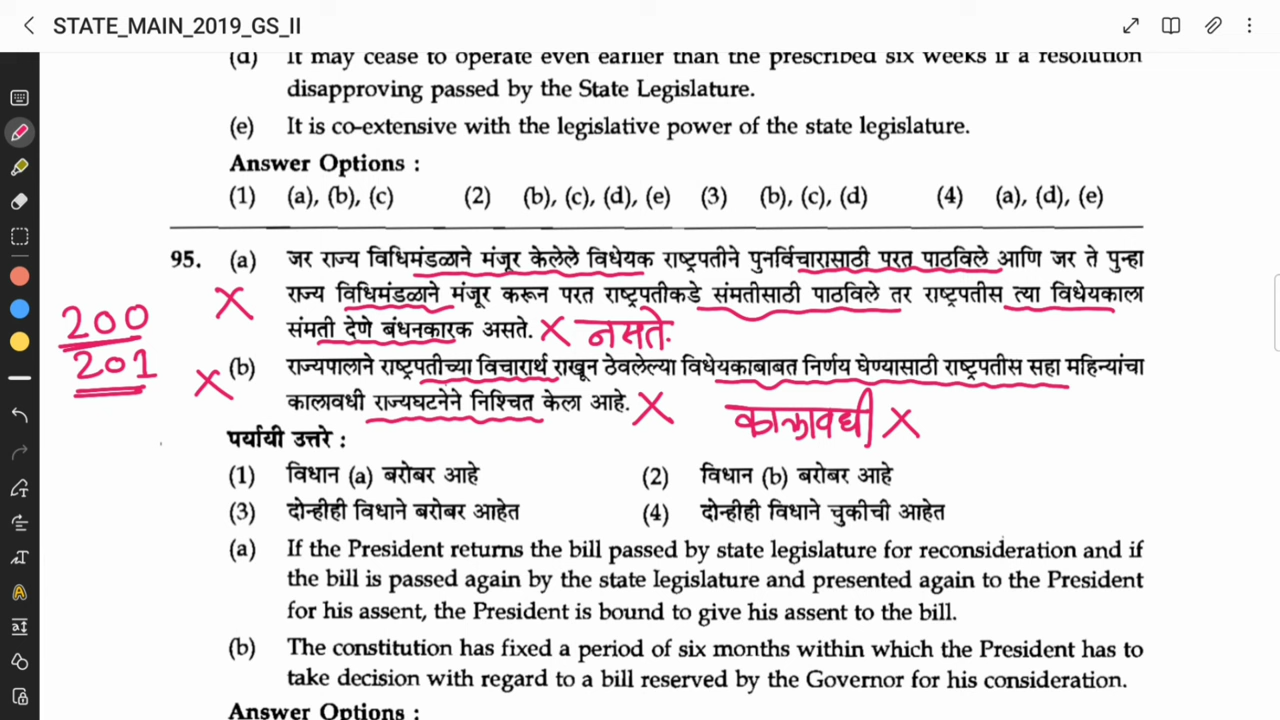 STATE_MAIN_2019_GS_II
(d) It may cease to operate even earlier than the prescribed six weeks if a resolution
disapproving passed by the State Legislature.
(e) It is co-extensive with the legislative power of the state legislature.
Answer Options :
(1) (a), (b), (c) (2) (b), (c), (d), (e) (3) (b), (c), (d) (4) (a), (d), (e)
95. (a) जर राज्य विधिमंडळाने मंजूर केलेले विधेयक राष्ट्रपतीने पुनर्विचारासाठी परत पाठविले आणि जर ते पुन्हा
राज्य विधिमंडळाने मंजूर करून परत राष्ट्रपतीकडे संमतीसाठी पाठविले तर राष्ट्रपतीस त्या विधेयकाला
200
संमती देणे बंधनकारक असते. × नसते.
201
(b) राज्यपालाने राष्ट्रपतीच्या विचारार्थ राखून ठेवलेल्या विधेयकाबाबत निर्णय घेण्यासाठी राष्ट्रपतीस सहा महिन्यांचा
कालावधी राज्यघटनेने निश्चित केला आहे. × कालावधी ×
पर्यायी उत्तरे :
(1) विधान (a) बरोबर आहे (2) विधान (b) बरोबर आहे
(3) दोन्हीही विधाने बरोबर आहेत (4) दोन्हीही विधाने चुकीची आहेत
(a) If the President returns the bill passed by state legislature for reconsideration and if
the bill is passed again by the state legislature and presented again to the President
for his assent, the President is bound to give his assent to the bill.
(b) The constitution has fixed a period of six months within which the President has to
take decision with regard to a bill reserved by the Governor for his consideration.
Answer Options :